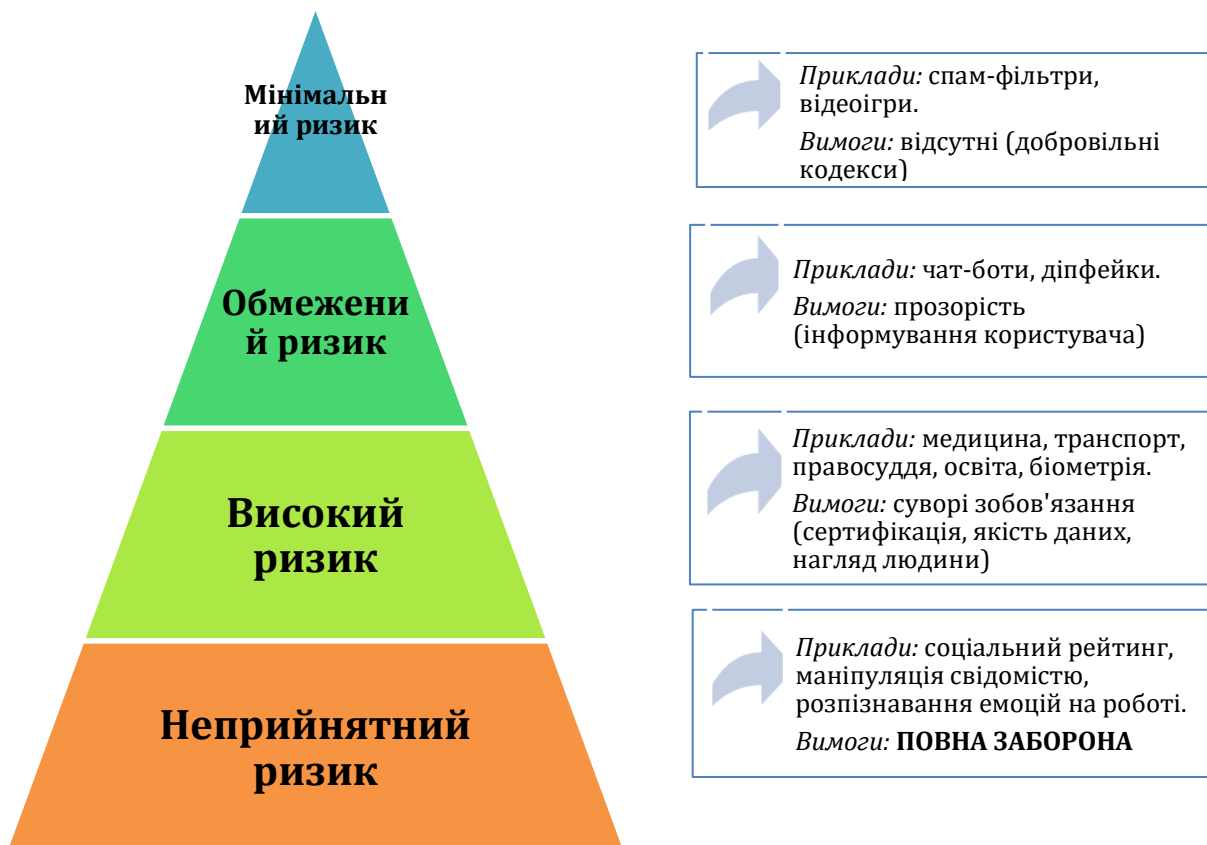 Мінімальн
ий ризик
Приклади: спам-фільтри,
відеоігри.
Вимоги: відсутні (добровільні
кодекси)
Обмежени
й ризик
Приклади: чат-боти, діпфейки.
Вимоги: прозорість
(інформування користувача)
Високий
ризик
Приклади: медицина, транспорт,
правосуддя, освіта, біометрія.
Вимоги: суворі зобов'язання
(сертифікація, якість даних,
нагляд людини)
Неприйнятний
ризик
Приклади: соціальний рейтинг,
маніпуляція свідомістю,
розпізнавання емоцій на роботі.
Вимоги: ПОВНА ЗАБОРОНА